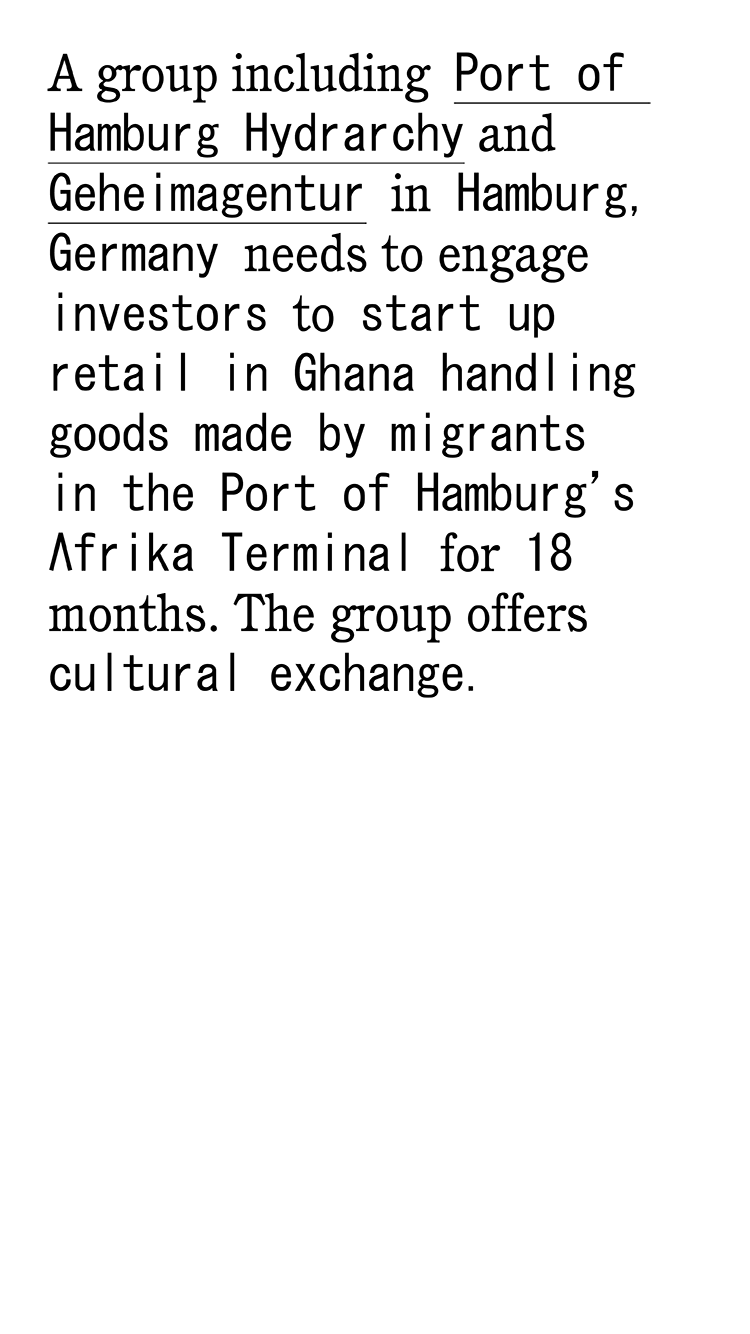 A group including Port of
Hamburg Hydrarchy and
Geheimagentur in Hamburg,
Germany needs to engage
investors to start up
retail in Ghana handling
goods made by migrants
in the Port of Hamburg’s
Afrika Terminal for 18
months. The group offers
cultural exchange.